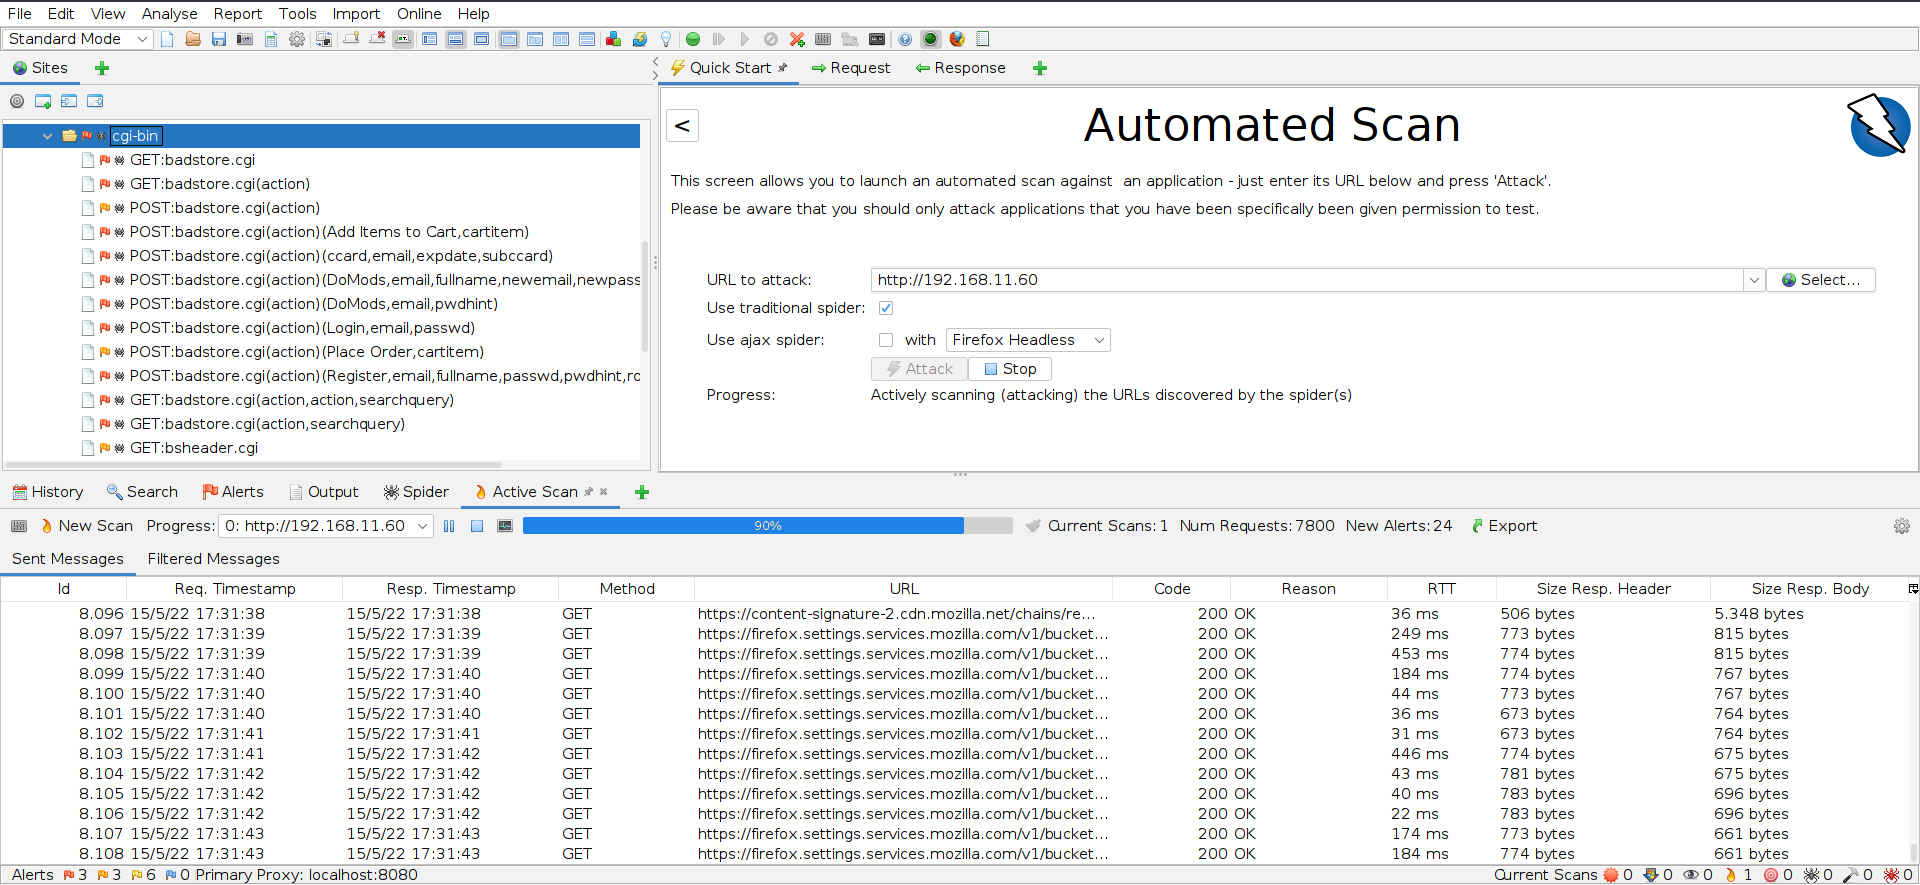 File Edit View Analyse Report Tools Import Online Help
Standard Mode
Sites
Quick Start Request Response
cgi-bin
GET:badstore.cgi
GET:badstore.cgi(action)
POST:badstore.cgi(action)
POST:badstore.cgi(action)(Add Items to Cart,cartitem)
POST:badstore.cgi(action)(ccard,email,expdate,subccard)
POST:badstore.cgi(action)(DoMods,email,fullname,newemail,newpass
POST:badstore.cgi(action)(DoMods,email,pwdhint)
POST:badstore.cgi(action)(Login,email,passwd)
POST:badstore.cgi(action)(Place Order,cartitem)
POST:badstore.cgi(action)(Register,email,fullname,passwd,pwdhint,ro
GET:badstore.cgi(action,action,searchquery)
GET:badstore.cgi(action,searchquery)
GET:bsheader.cgi
<
Automated Scan
This screen allows you to launch an automated scan against  an application - just enter its URL below and press 'Attack'.
Please be aware that you should only attack applications that you have been specifically been given permission to test.
URL to attack: http://192.168.11.60 Select...
Use traditional spider:
Use ajax spider: with Firefox Headless
Attack Stop
Progress: Actively scanning (attacking) the URLs discovered by the spider(s)
History Search Alerts Output Spider Active Scan
New Scan Progress: 0: http://192.168.11.60 90% Current Scans: 1 Num Requests: 7800 New Alerts: 24 Export
Sent Messages Filtered Messages
Id Req. Timestamp Resp. Timestamp Method URL Code Reason RTT Size Resp. Header Size Resp. Body
8.096 15/5/22 17:31:38 15/5/22 17:31:38 GET https://content-signature-2.cdn.mozilla.net/chains/re... 200 OK 36 ms 506 bytes 5.348 bytes
8.097 15/5/22 17:31:39 15/5/22 17:31:39 GET https://firefox.settings.services.mozilla.com/v1/bucket... 200 OK 249 ms 773 bytes 815 bytes
8.098 15/5/22 17:31:39 15/5/22 17:31:39 GET https://firefox.settings.services.mozilla.com/v1/bucket... 200 OK 453 ms 774 bytes 815 bytes
8.099 15/5/22 17:31:40 15/5/22 17:31:40 GET https://firefox.settings.services.mozilla.com/v1/bucket... 200 OK 184 ms 774 bytes 767 bytes
8.100 15/5/22 17:31:40 15/5/22 17:31:40 GET https://firefox.settings.services.mozilla.com/v1/bucket... 200 OK 44 ms 773 bytes 767 bytes
8.101 15/5/22 17:31:40 15/5/22 17:31:40 GET https://firefox.settings.services.mozilla.com/v1/bucket... 200 OK 36 ms 673 bytes 764 bytes
8.102 15/5/22 17:31:41 15/5/22 17:31:41 GET https://firefox.settings.services.mozilla.com/v1/bucket... 200 OK 31 ms 673 bytes 764 bytes
8.103 15/5/22 17:31:41 15/5/22 17:31:42 GET https://firefox.settings.services.mozilla.com/v1/bucket... 200 OK 446 ms 774 bytes 675 bytes
8.104 15/5/22 17:31:42 15/5/22 17:31:42 GET https://firefox.settings.services.mozilla.com/v1/bucket... 200 OK 43 ms 781 bytes 675 bytes
8.105 15/5/22 17:31:42 15/5/22 17:31:42 GET https://firefox.settings.services.mozilla.com/v1/bucket... 200 OK 40 ms 783 bytes 696 bytes
8.106 15/5/22 17:31:42 15/5/22 17:31:42 GET https://firefox.settings.services.mozilla.com/v1/bucket... 200 OK 22 ms 783 bytes 696 bytes
8.107 15/5/22 17:31:43 15/5/22 17:31:43 GET https://firefox.settings.services.mozilla.com/v1/bucket... 200 OK 174 ms 773 bytes 661 bytes
8.108 15/5/22 17:31:43 15/5/22 17:31:43 GET https://firefox.settings.services.mozilla.com/v1/bucket... 200 OK 184 ms 774 bytes 661 bytes
Alerts 3 3 6 0 Primary Proxy: localhost:8080 Current Scans 0 0 0 1 0 0 0 0